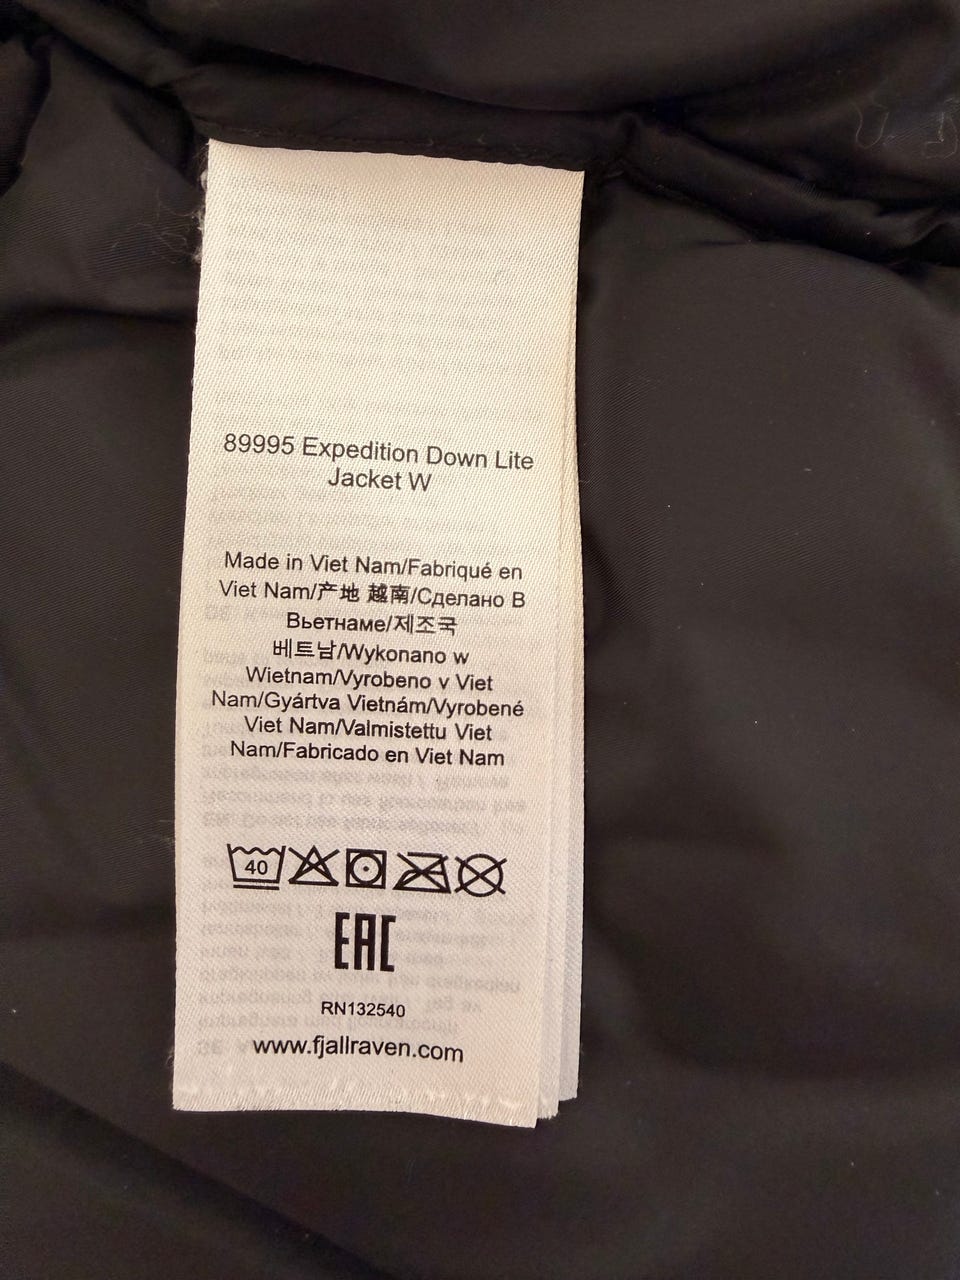 89995 Expedition Down Lite
Jacket W
Made in Viet Nam/Fabriqué en
Viet Nam/产地 越南/Сделано В
Вьетнаме/제조국
베트남/Wykonano w
Wietnam/Vyrobeno v Viet
Nam/Gyártva Vietnám/Vyrobené
Viet Nam/Valmistettu Viet
Nam/Fabricado en Viet Nam
40
EAC
RN132540
www.fjallraven.com